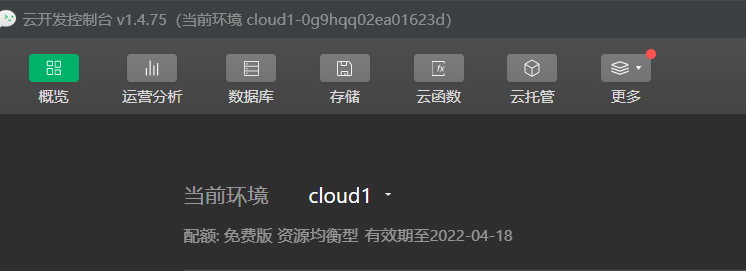 云开发控制台 v1.4.75（当前环境 cloud1-0g9hqq02ea01623d）
概览 运营分析 数据库 存储 云函数 云托管 更多
当前环境 cloud1
配额: 免费版 资源均衡型 有效期至2022-04-18